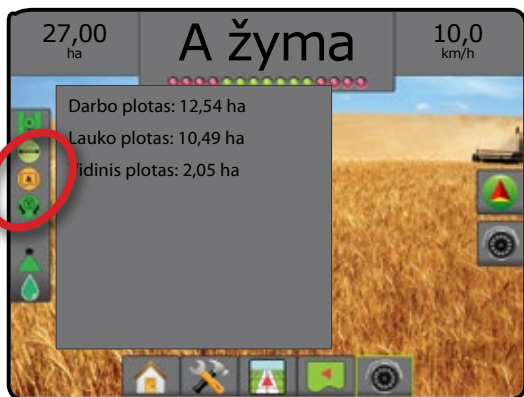 27,00
ha
A žyma
10,0
km/h
Darbo plotas: 12,54 ha
Lauko plotas: 10,49 ha
plotas: 2,05 ha